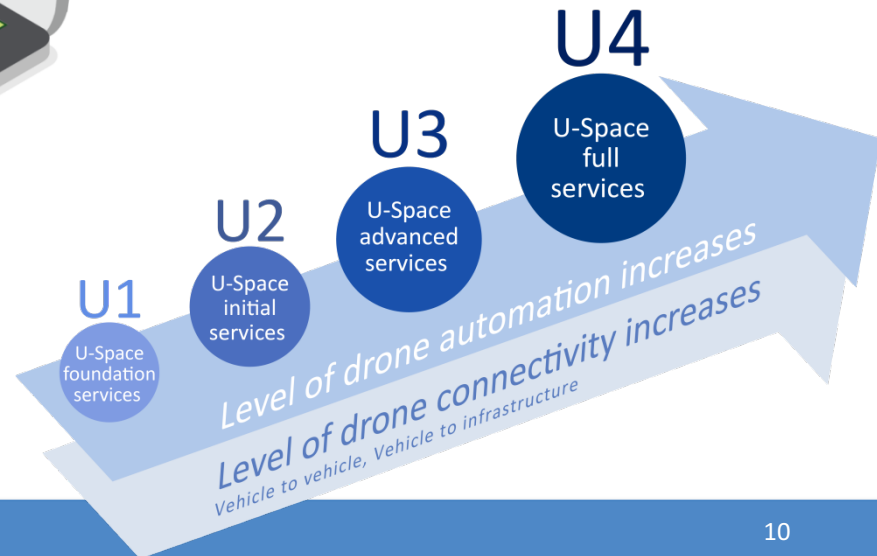 U4
U-Space
full
services
U3
U-Space
advanced
services
U2
U-Space
initial
services
U1
U-Space
foundation
services
Level of drone automation increases
Level of drone connectivity increases
Vehicle to vehicle, Vehicle to infrastructure
10